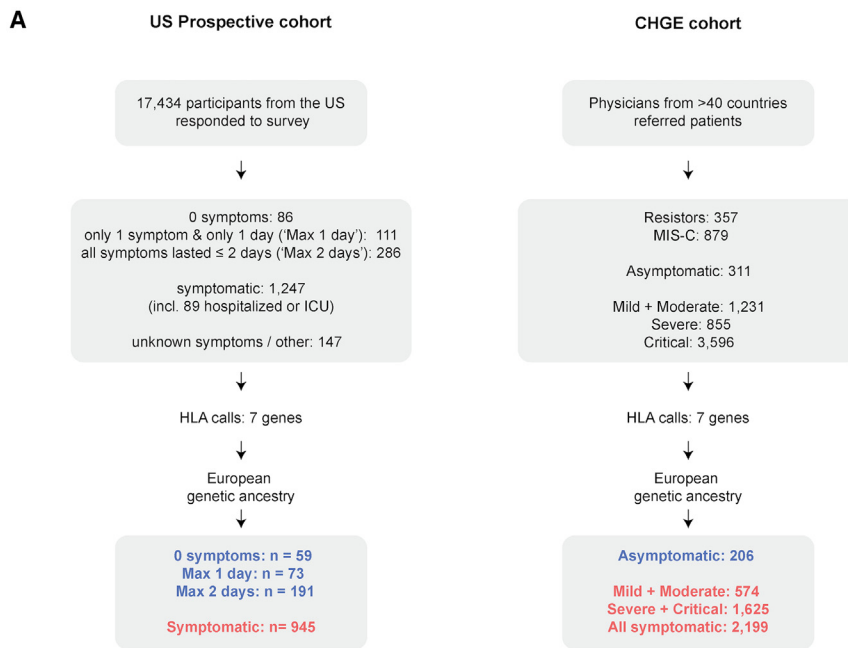 A
US Prospective cohort
17,434 participants from the US
responded to survey
↓
0 symptoms: 86
only 1 symptom & only 1 day (‘Max 1 day’): 111
all symptoms lasted ≤ 2 days (‘Max 2 days’): 286
symptomatic: 1,247
(incl. 89 hospitalized or ICU)
unknown symptoms / other: 147
↓
HLA calls: 7 genes
↓
European
genetic ancestry
↓
0 symptoms: n = 59
Max 1 day: n = 73
Max 2 days: n = 191
Symptomatic: n= 945
CHGE cohort
Physicians from >40 countries
referred patients
↓
Resistors: 357
MIS-C: 879
Asymptomatic: 311
Mild + Moderate: 1,231
Severe: 855
Critical: 3,596
↓
HLA calls: 7 genes
↓
European
genetic ancestry
↓
Asymptomatic: 206
Mild + Moderate: 574
Severe + Critical: 1,625
All symptomatic: 2,199